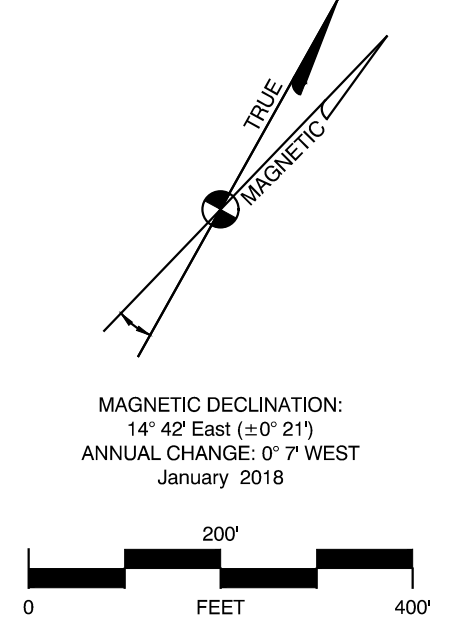 TRUE
MAGNETIC
MAGNETIC DECLINATION:
14° 42' East (±0° 21')
ANNUAL CHANGE: 0° 7' WEST
January 2018
200'
0 FEET 400'